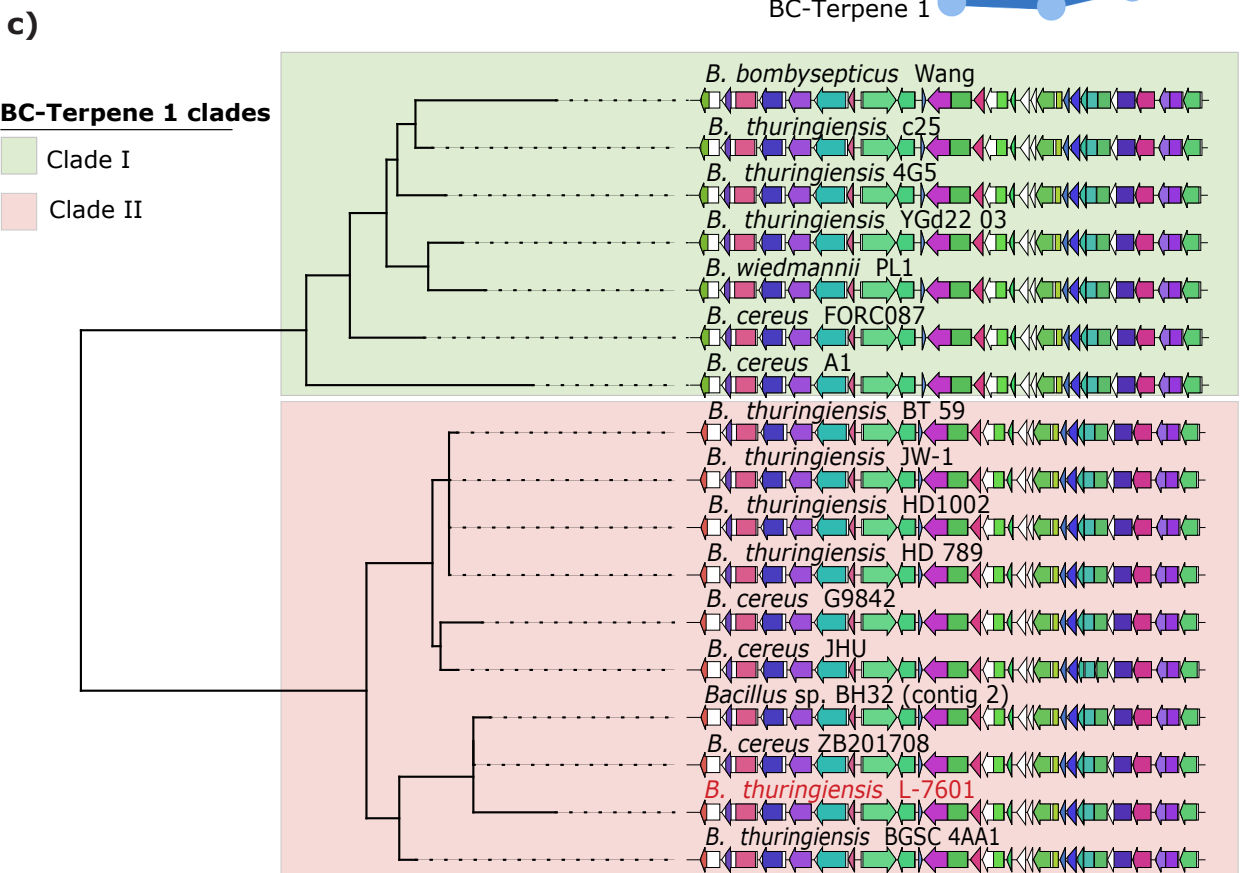 BC-Terpene 1
c)
BC-Terpene 1 clades
Clade I
Clade II
B. bombysepticus Wang
B. thuringiensis c25
B. thuringiensis 4G5
B. thuringiensis YGd22 03
B. wiedmannii PL1
B. cereus FORC087
B. cereus A1
B. thuringiensis BT 59
B. thuringiensis JW-1
B. thuringiensis HD1002
B. thuringiensis HD 789
B. cereus G9842
B. cereus JHU
Bacillus sp. BH32 (contig 2)
B. cereus ZB201708
B. thuringiensis L-7601
B. thuringiensis BGSC 4AA1